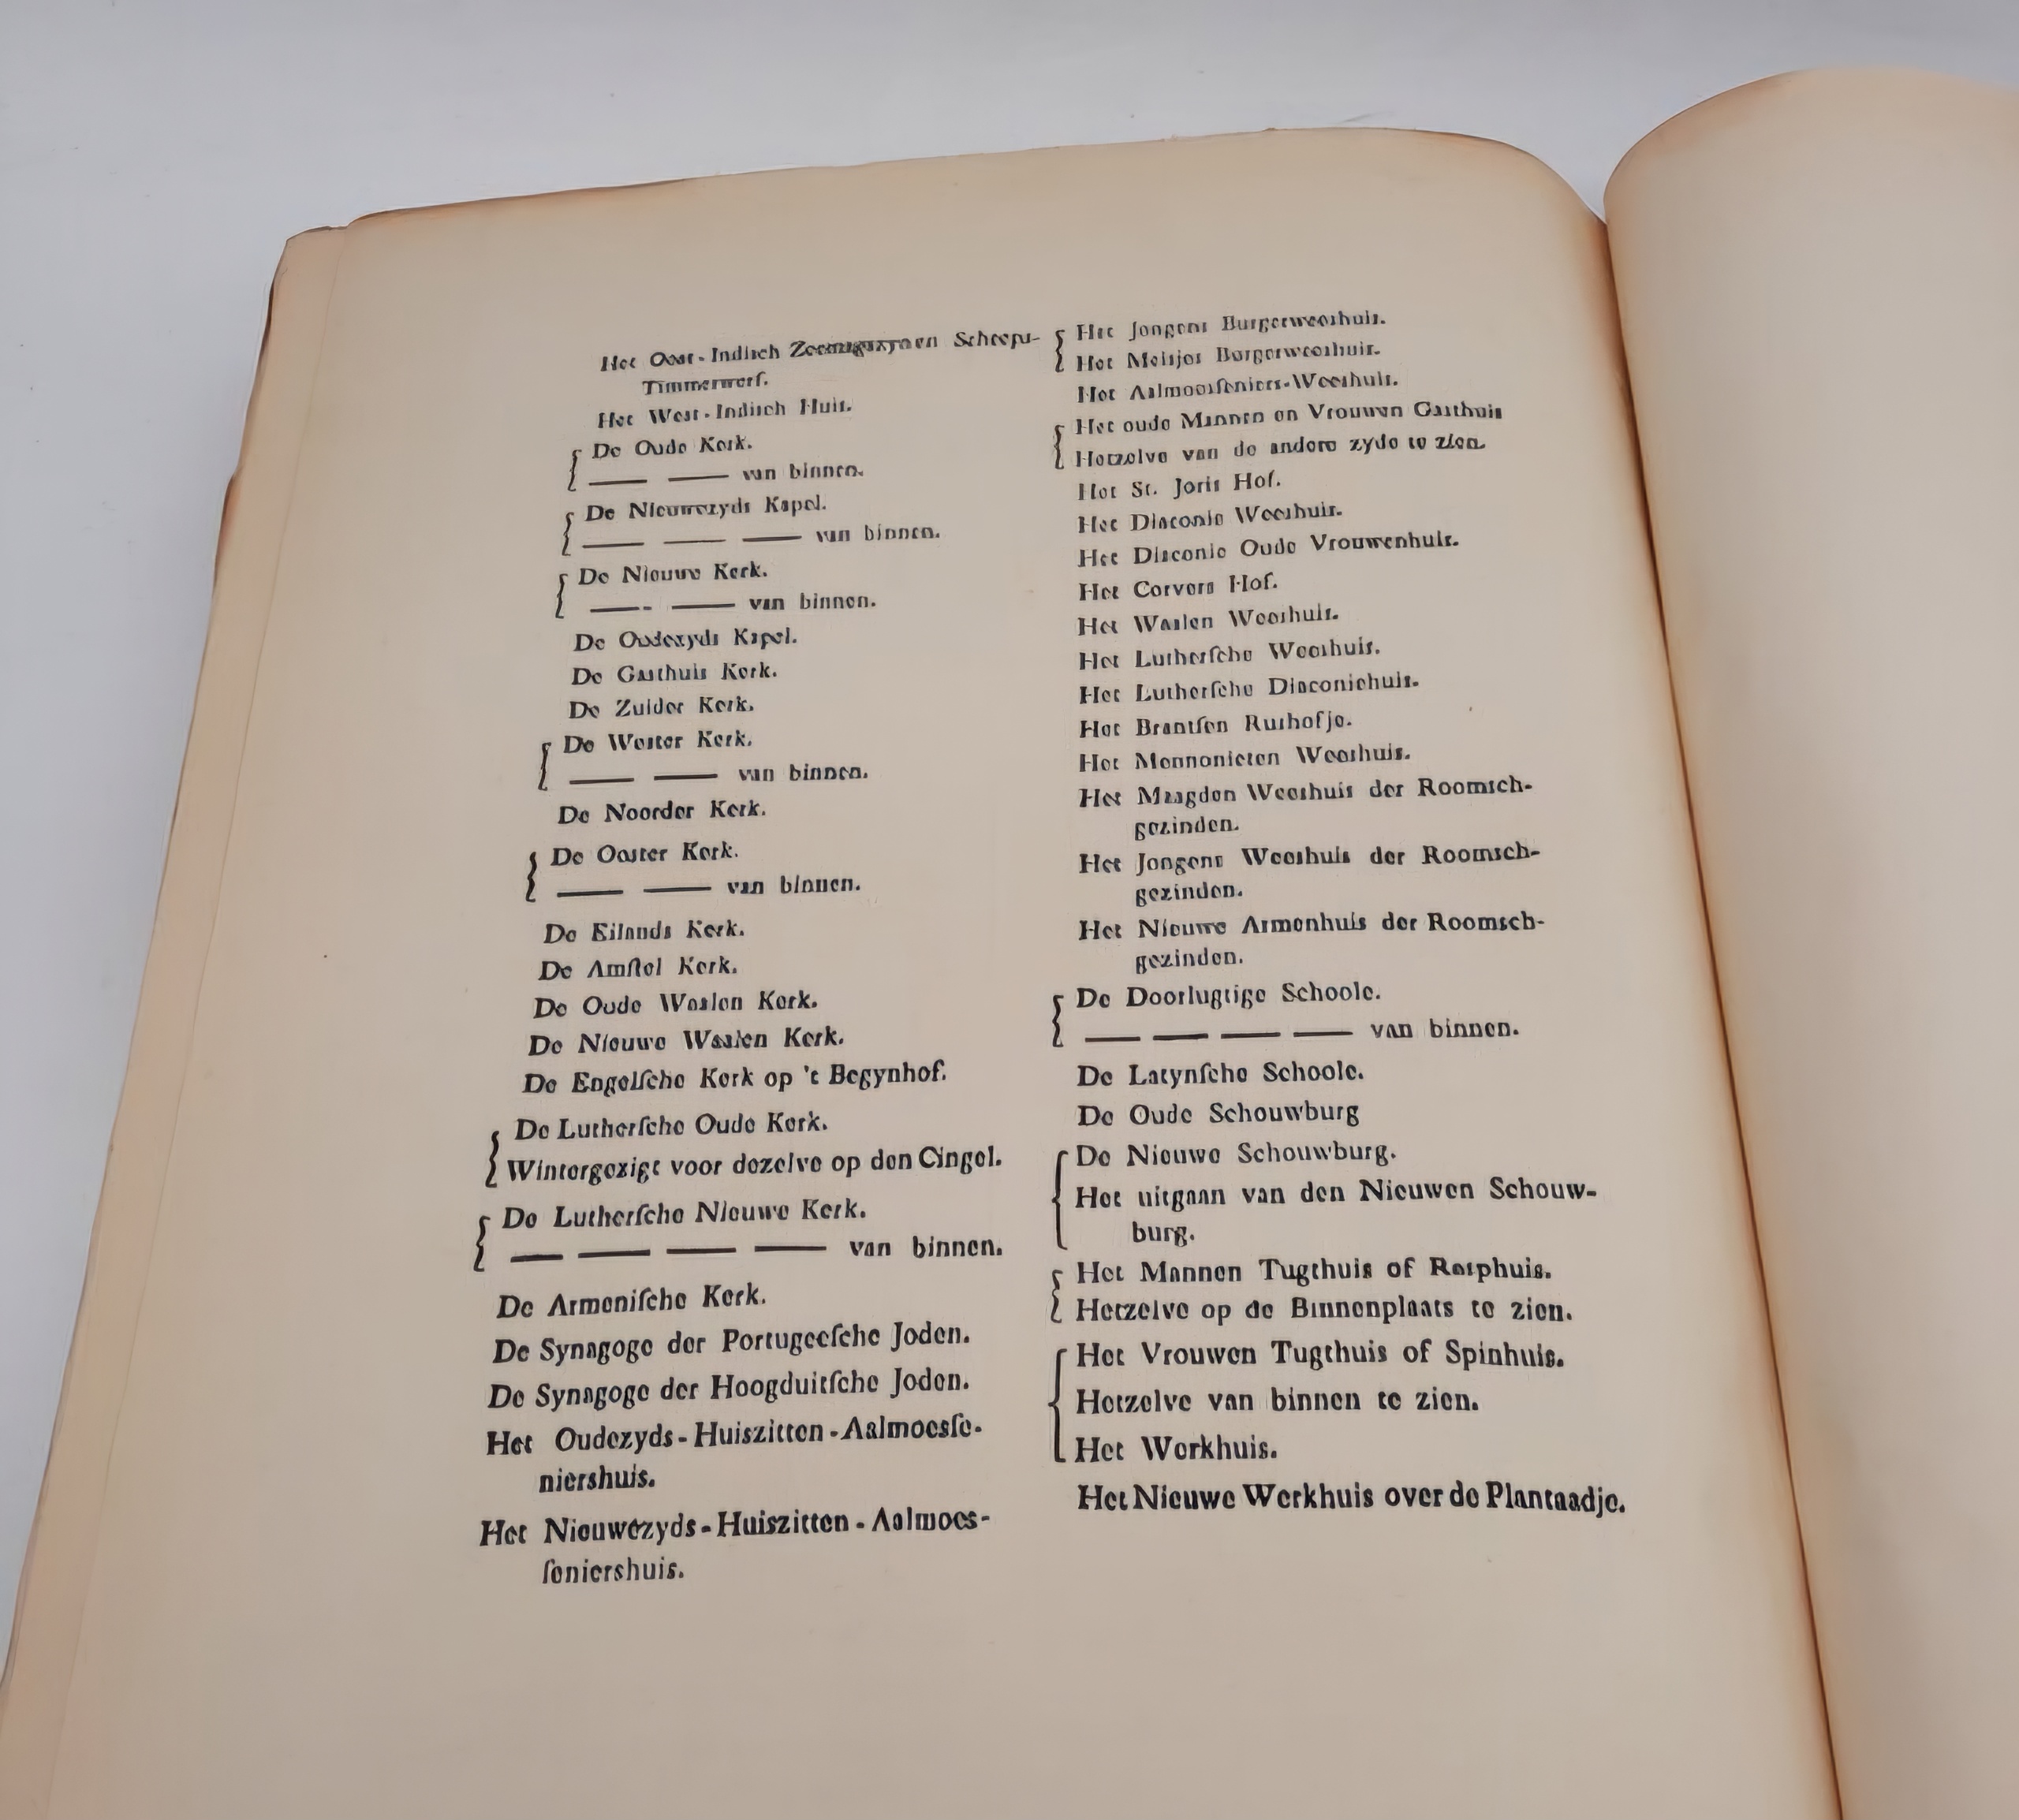 Het Oost-Indisch Zeemagazyn en Scheeps-
Timmerwerf.
Het West-Indisch Huis.
De Oude Kerk.
—— —— van binnen.
De Nieuwezyds Kapel.
—— —— —— van binnen.
De Nieuwe Kerk.
—— —— van binnen.
De Oudezyds Kapel.
De Gasthuis Kerk.
De Zuider Kerk.
De Wester Kerk.
—— —— van binnen.
De Noorder Kerk.
De Ooster Kerk.
—— —— van binnen.
De Eilands Kerk.
De Amſtel Kerk.
De Oude Waalen Kerk.
De Nieuwe Waalen Kerk.
De Engelſche Kerk op 't Begynhof.
De Lutherſche Oude Kerk.
Wintergezigt voor dezelve op den Cingel.
De Lutherſche Nieuwe Kerk.
—— —— —— —— van binnen.
De Armeniſche Kerk.
De Synagoge der Portugeeſche Joden.
De Synagoge der Hoogduitſche Joden.
Het Oudezyds-Huiszitten-Aalmoesſe-
niershuis.
Het Nieuwezyds-Huiszitten-Aalmoes-
ſeniershuis.
Het Jongens Burgerweeshuis.
Het Meisjes Burgerweeshuis.
Het Aalmoesſeniers-Weeshuis.
Het oude Mannen en Vrouwen Gasthuis
Hetzelve van de andere zyde te zien.
Het St. Joris Hof.
Het Diaconie Weeshuis.
Het Diaconie Oude Vrouwenhuis.
Het Corvers Hof.
Het Waalen Weeshuis.
Het Lutherſche Weeshuis.
Het Lutherſche Diaconiehuis.
Het Brantſen Rushofje.
Het Mennonieten Weeshuis.
Het Maagden Weeshuis der Roomsch-
gezinden.
Het Jongens Weeshuis der Roomsch-
gezinden.
Het Nieuwe Armenhuis der Roomsch-
gezinden.
De Doorlugtige Schoole.
—— —— —— —— van binnen.
De Latynſche Schoole.
De Oude Schouwburg
De Nieuwe Schouwburg.
Het uitgaan van den Nieuwen Schouw-
burg.
Het Mannen Tugthuis of Rasphuis.
Hetzelve op de Binnenplaats te zien.
Het Vrouwen Tugthuis of Spinhuis.
Hetzelve van binnen te zien.
Het Werkhuis.
Het Nieuwe Werkhuis over de Plantaadje.